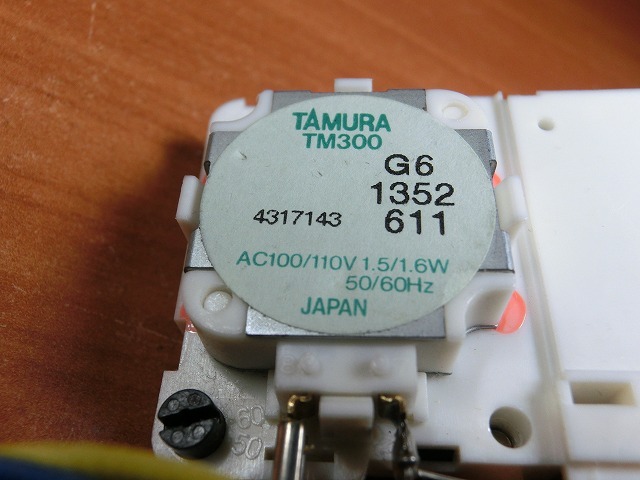 TAMURA
TM300
G6
1352
4317143 611
AC100/110V 1.5/1.6W
50/60Hz
JAPAN
60
50